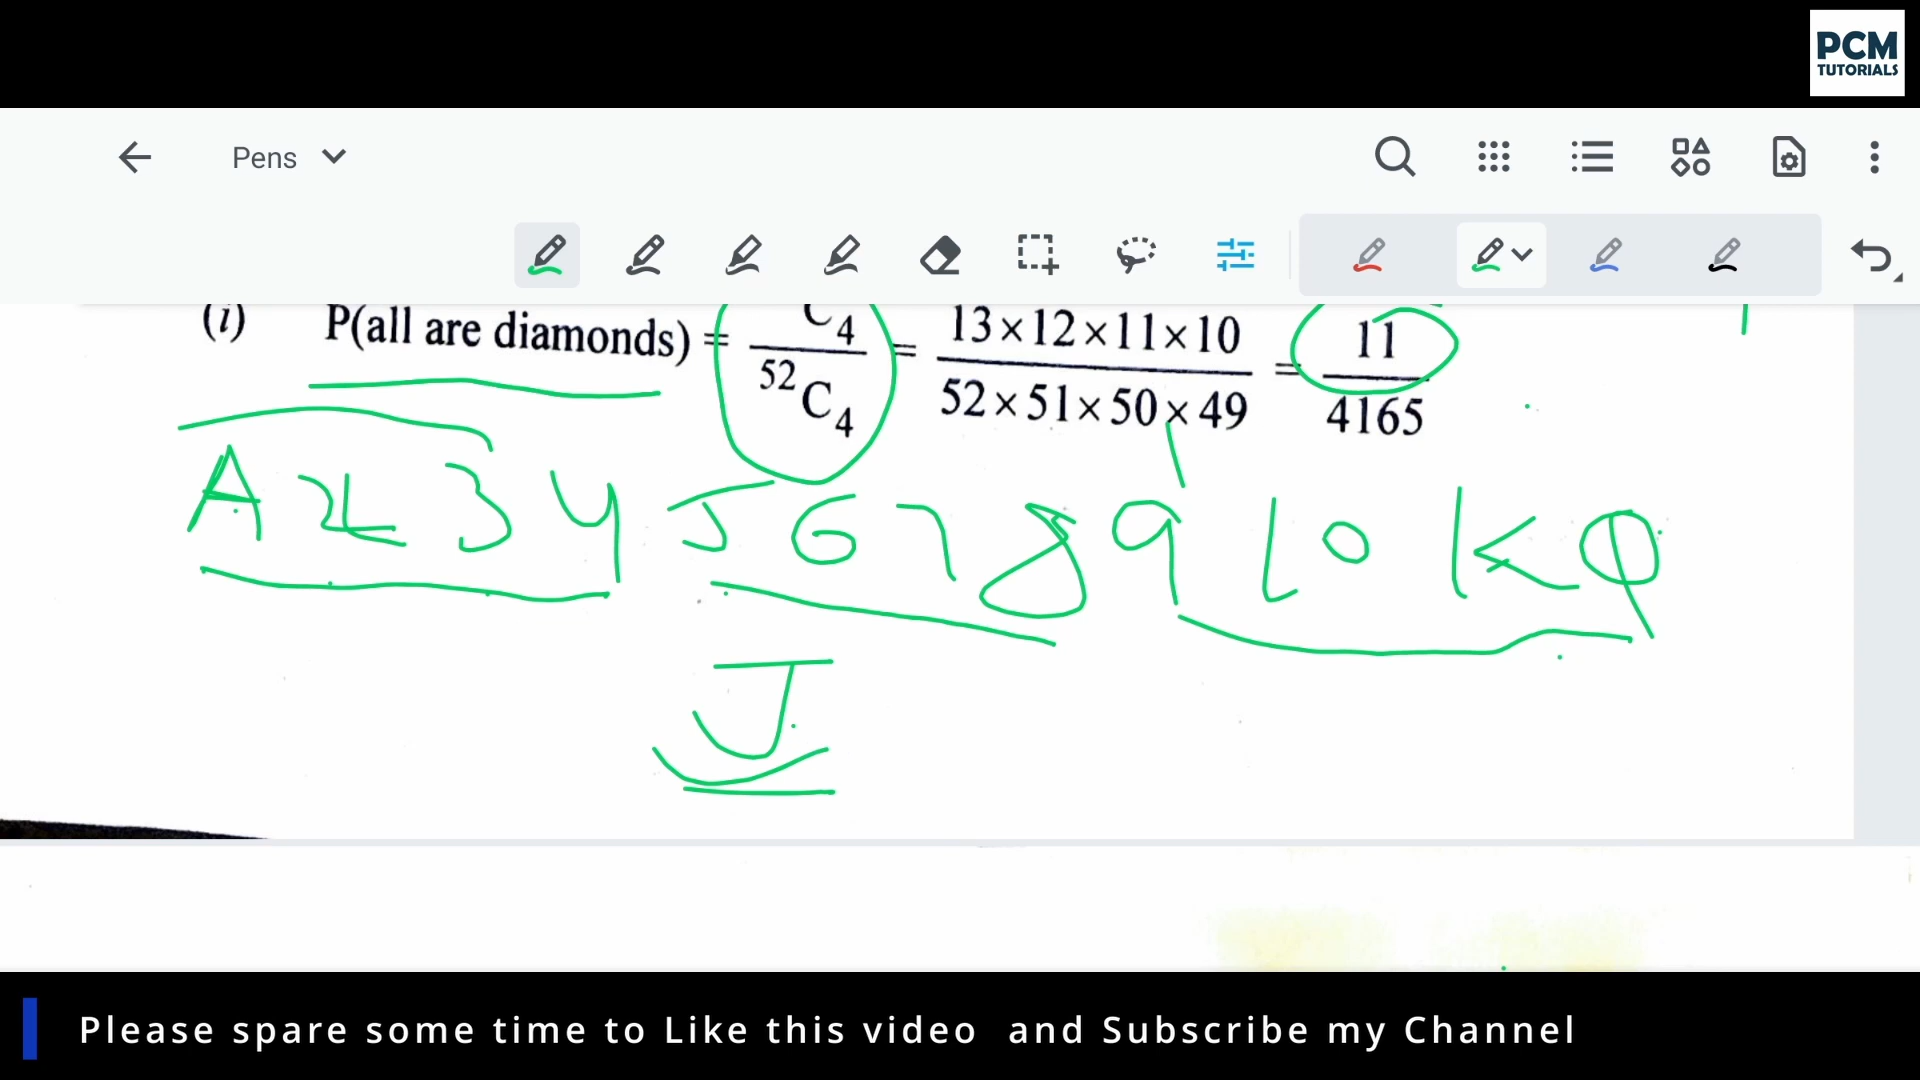 PCM
TUTORIALS
Pens
(i) P(all are diamonds) = C4 / 52C4 = 13×12×11×10 / 52×51×50×49 = 11 / 4165
A 2 3 4 5 6 7 8 9 10 K Q
J
Please spare some time to Like this video and Subscribe my Channel